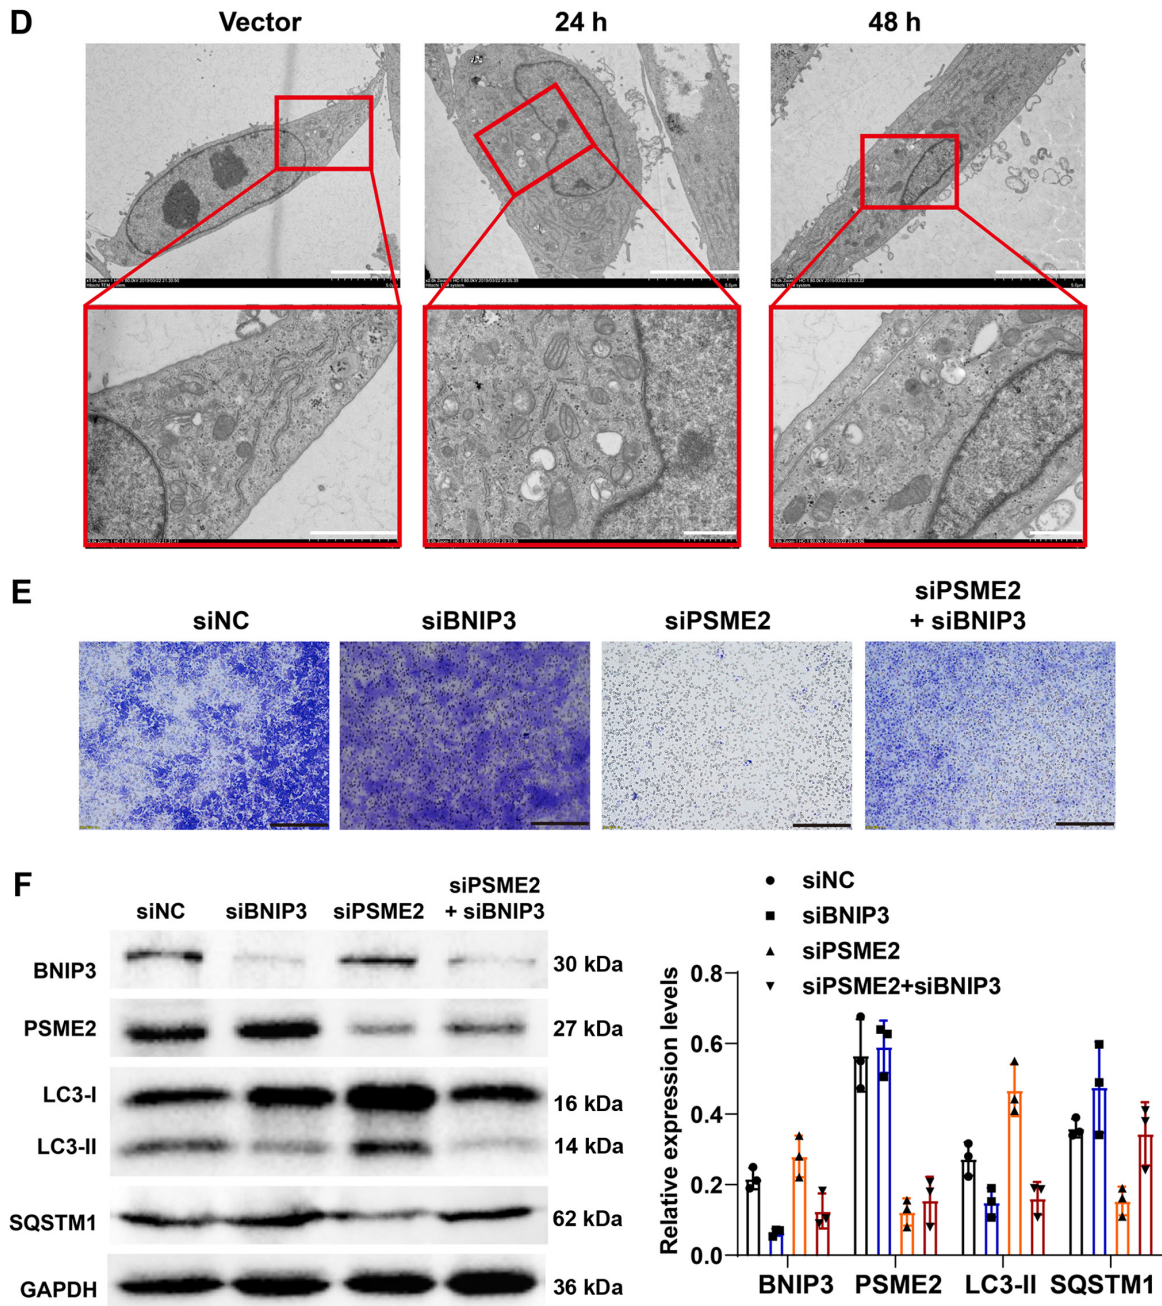 D
Vector
24 h
48 h
E
siNC
siBNIP3
siPSME2
siPSME2
+ siBNIP3
F
siNC
siBNIP3
siPSME2
siPSME2
+ siBNIP3
BNIP3
30 kDa
PSME2
27 kDa
LC3-I
16 kDa
LC3-II
14 kDa
SQSTM1
62 kDa
GAPDH
36 kDa
siNC
siBNIP3
siPSME2
siPSME2+siBNIP3
Relative expression levels
0.8
0.6
0.4
0.2
0.0
BNIP3
PSME2
LC3-II
SQSTM1